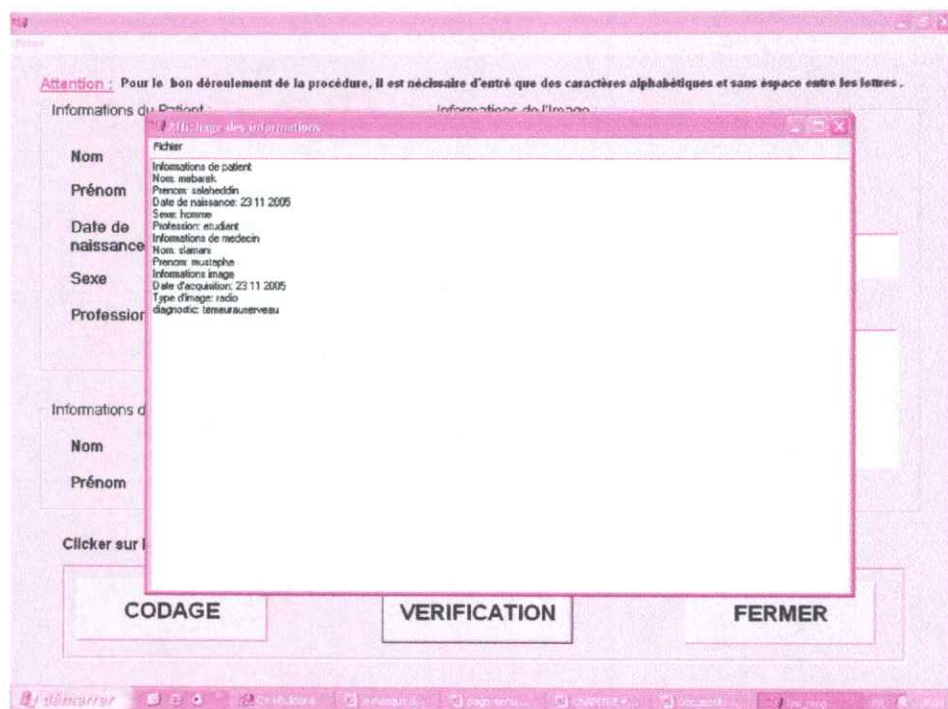 Attention : Pour le bon déroulement de la procédure, il est nécissaire d'entré que des caractères alphabétiques et sans èspace entre les lettres .
Informations du Patient :
Informations de l'Image
Affichage des informations
Fichier
Informations de patient
Nom: mebarek
Prenom: salaheddin
Date de naissance: 23 11 2005
Sexe: homme
Profession: etudiant
Informations de medecin
Nom: slamani
Prenom: mustapha
Informations image
Date d'acquisition: 23 11 2005
Type d'image: radio
diagnostic: temeurauserveau
Nom
Prénom
Date de
naissance
Sexe
Profession
Informations d
Nom
Prénom
Clicker sur l
CODAGE
VERIFICATION
FERMER
démarrer